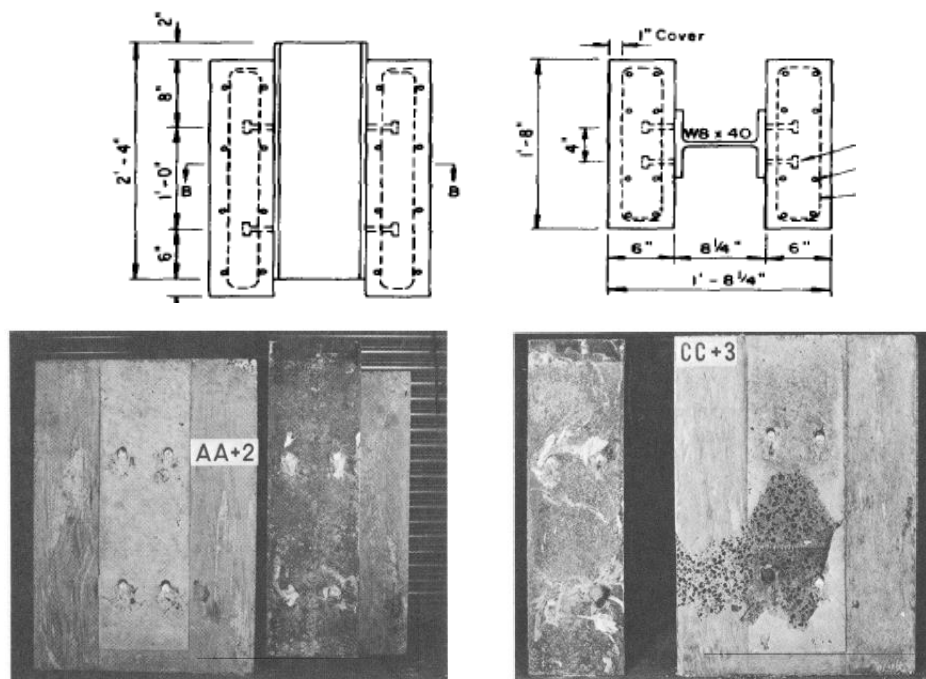 2"
8"
2'-4"
1'-0"
6"
B
B
1" Cover
1'-8"
4"
W8 x 40
6"
8 1/4"
6"
1'-8 1/4"
AA+2
CC+3